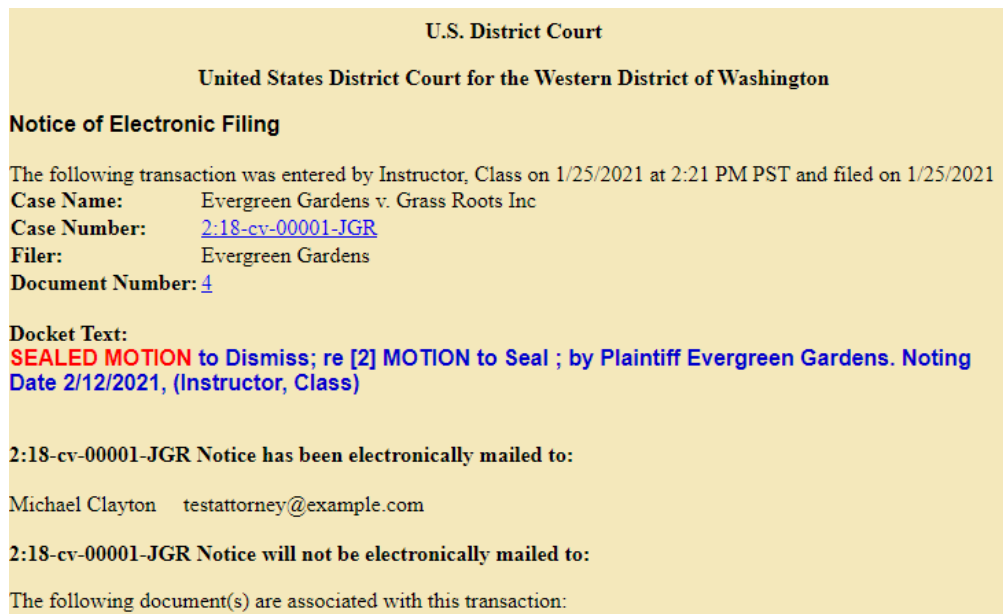 U.S. District Court
United States District Court for the Western District of Washington
Notice of Electronic Filing
The following transaction was entered by Instructor, Class on 1/25/2021 at 2:21 PM PST and filed on 1/25/2021
Case Name: Evergreen Gardens v. Grass Roots Inc
Case Number: 2:18-cv-00001-JGR
Filer: Evergreen Gardens
Document Number: 4
Docket Text:
SEALED MOTION to Dismiss; re [2] MOTION to Seal ; by Plaintiff Evergreen Gardens. Noting
Date 2/12/2021, (Instructor, Class)
2:18-cv-00001-JGR Notice has been electronically mailed to:
Michael Clayton testattorney@example.com
2:18-cv-00001-JGR Notice will not be electronically mailed to:
The following document(s) are associated with this transaction: